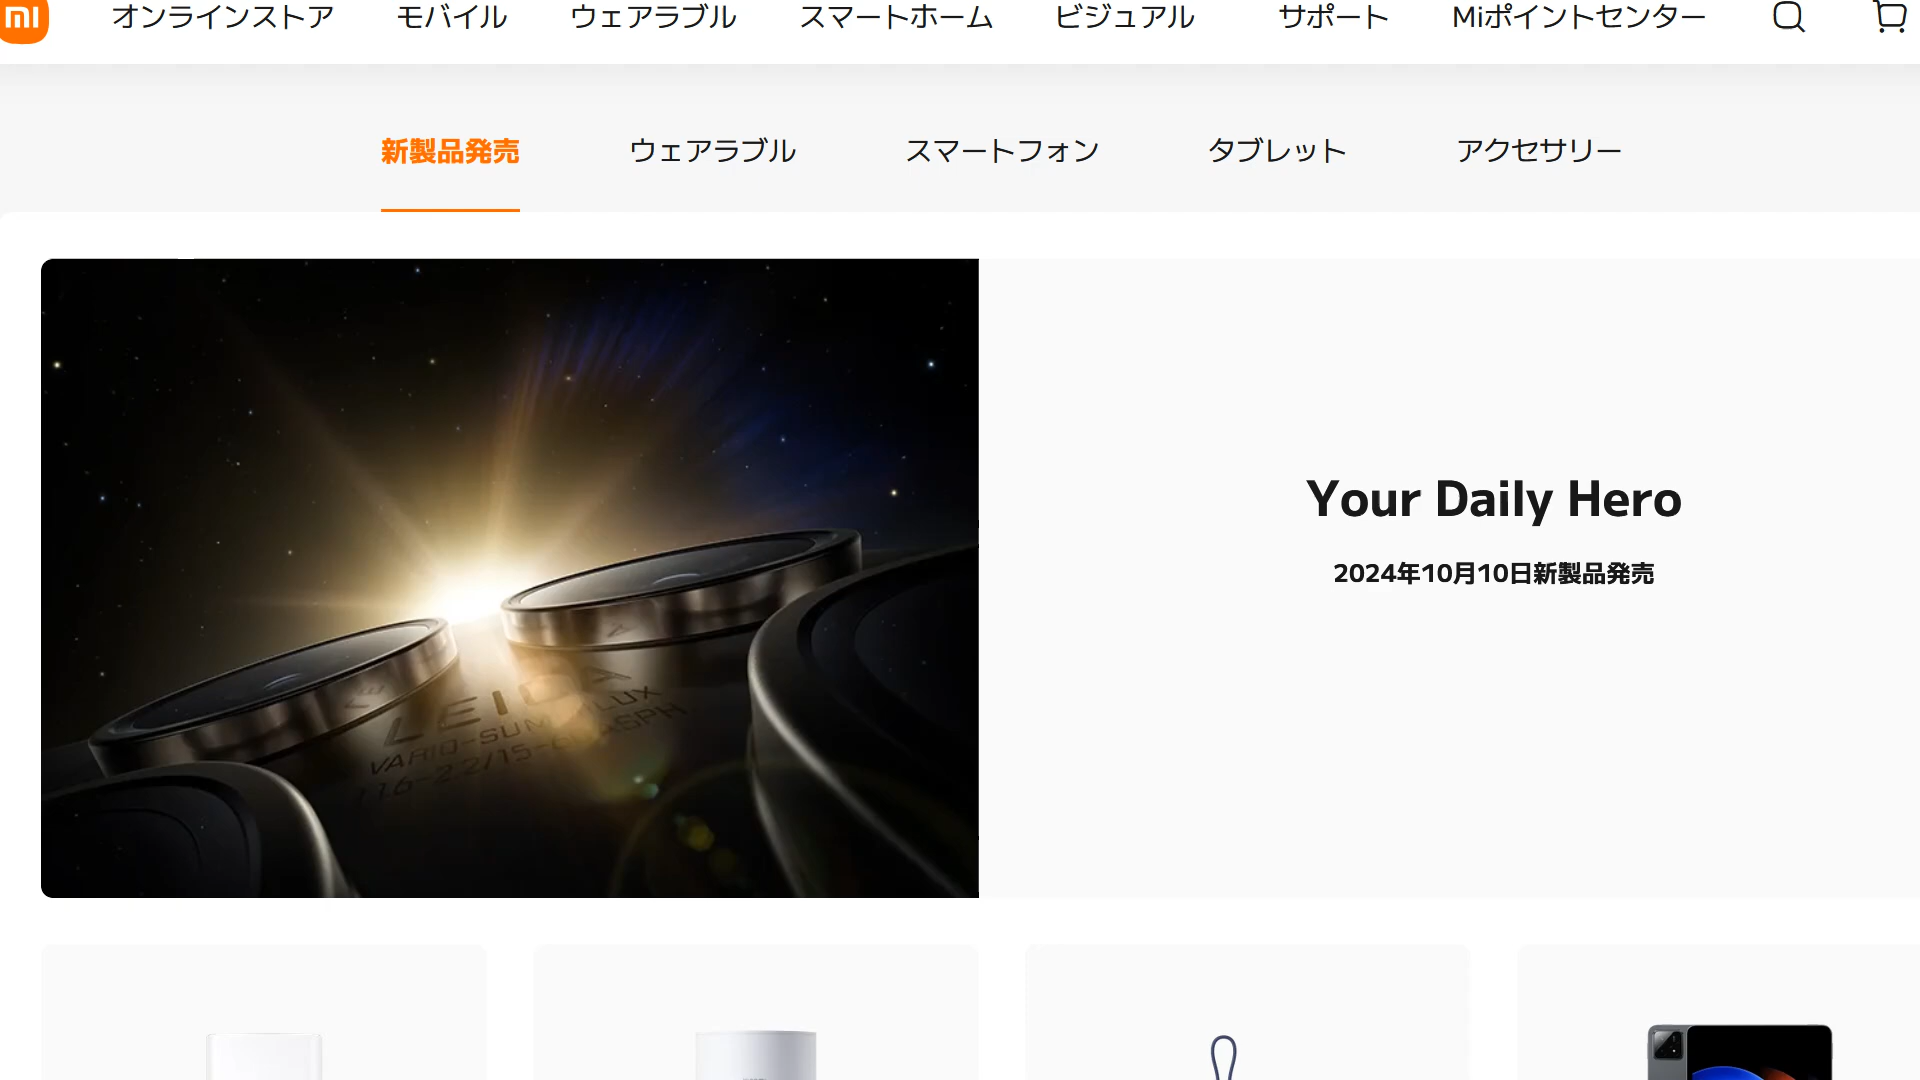 オンラインストア
モバイル
ウェアラブル
スマートホーム
ビジュアル
サポート
Miポイントセンター
新製品発売
ウェアラブル
スマートフォン
タブレット
アクセサリー
LEICA
Your Daily Hero
2024年10月10日新製品発売